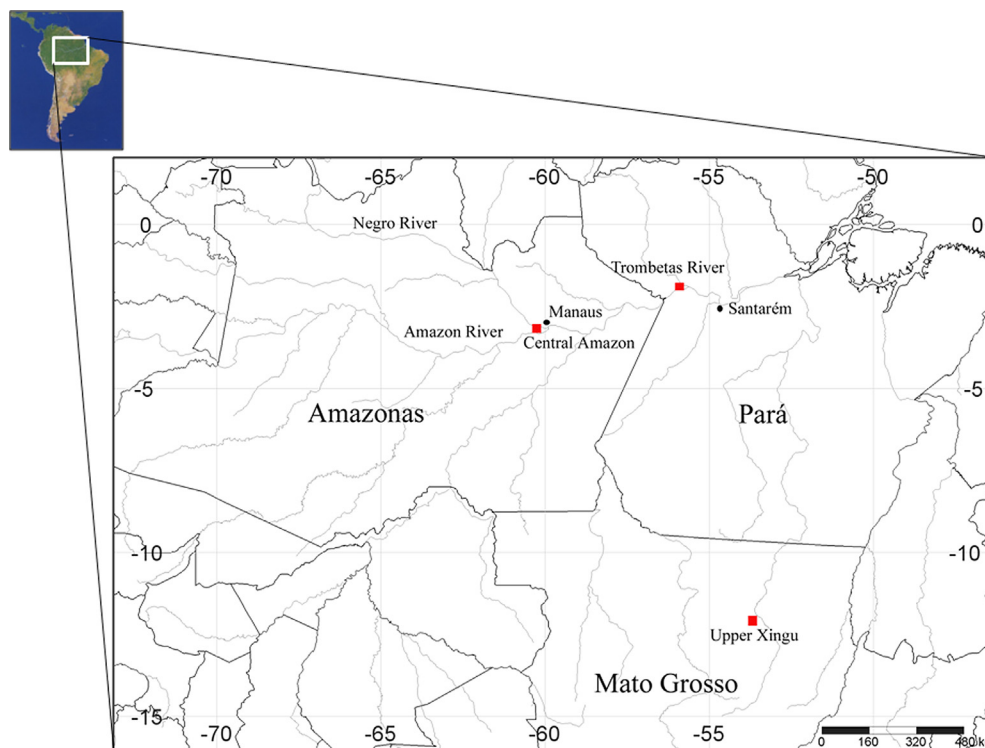 -70 -65 -60 -55 -50
0 Negro River 0
Trombetas River
Manaus Santarém
Amazon River Central Amazon
-5 -5
Amazonas Pará
-10 -10
Upper Xingu
Mato Grosso
-15
-70 -65 -60 -55
0 160 320 480 k